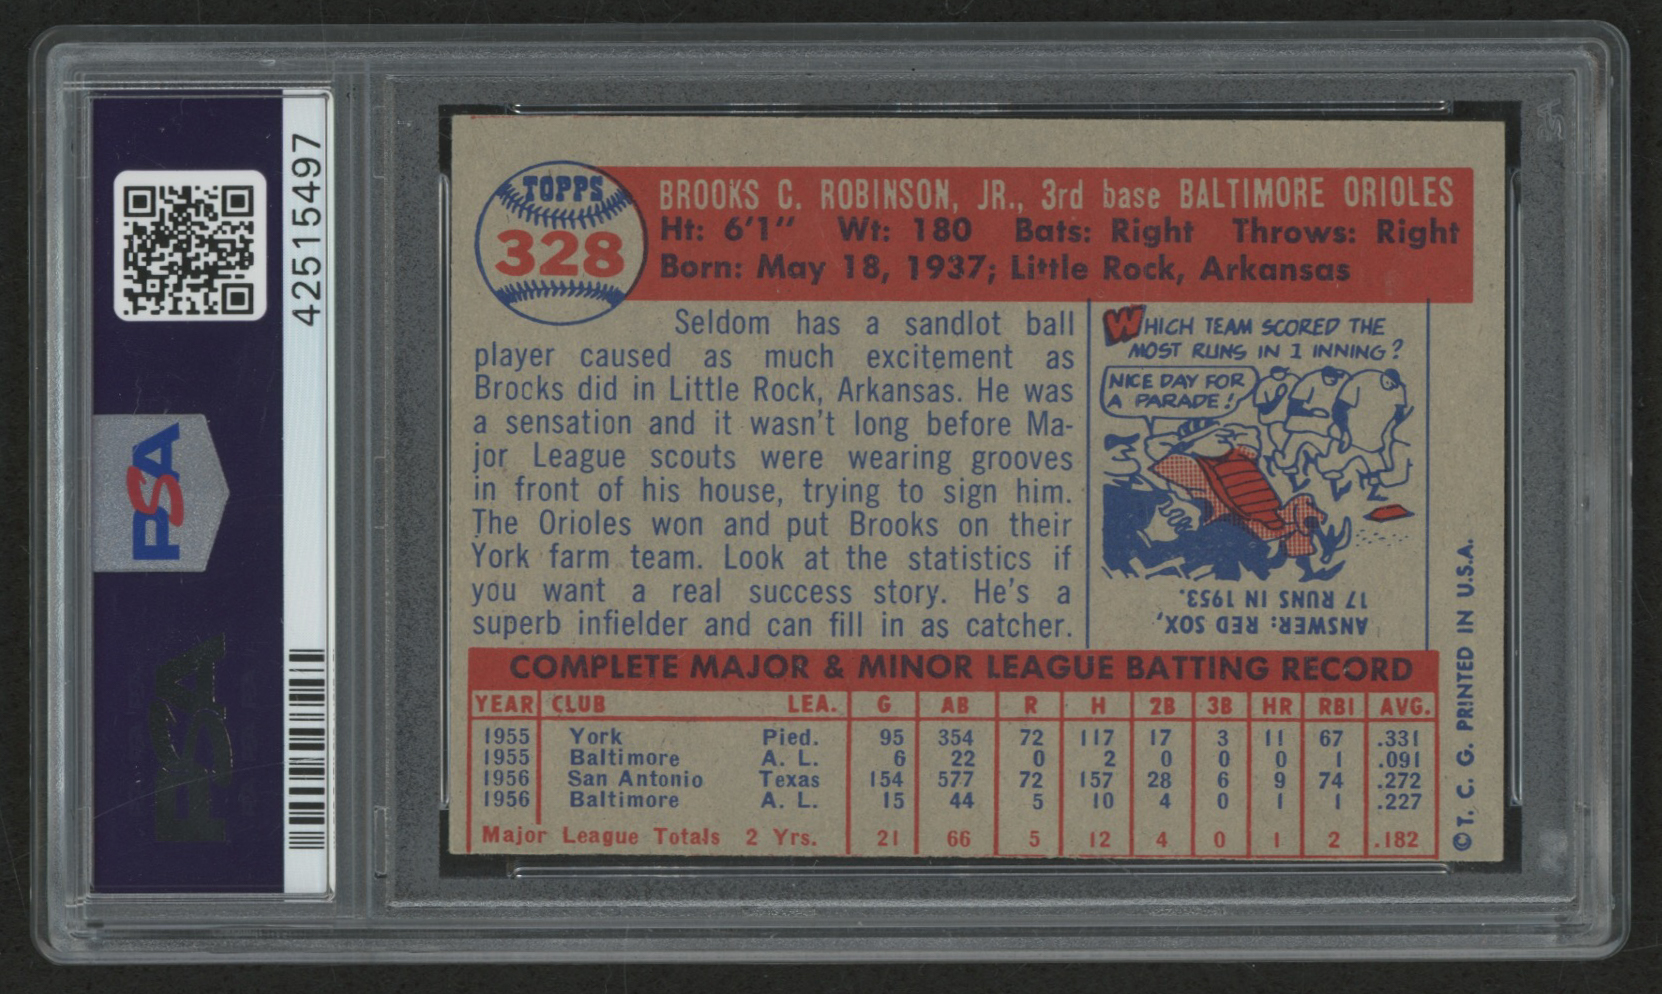 42515497
PSA
PSA
TOPPS
328
BROOKS C. ROBINSON, JR., 3rd base BALTIMORE ORIOLES
Ht: 6'1" Wt: 180 Bats: Right Throws: Right
Born: May 18, 1937; Little Rock, Arkansas
Seldom has a sandlot ball
player caused as much excitement as
Brooks did in Little Rock, Arkansas. He was
a sensation and it wasn't long before Ma-
jor League scouts were wearing grooves
in front of his house, trying to sign him.
The Orioles won and put Brooks on their
York farm team. Look at the statistics if
you want a real success story. He's a
superb infielder and can fill in as catcher.
WHICH TEAM SCORED THE
MOST RUNS IN 1 INNING?
NICE DAY FOR
A PARADE!
ANSWER: RED SOX,
17 RUNS IN 1953.
COMPLETE MAJOR & MINOR LEAGUE BATTING RECORD
YEAR CLUB LEA. G AB R H 2B 3B HR RBI AVG.
1955 York Pied. 95 354 72 117 17 3 11 67 .331
1955 Baltimore A. L. 6 22 0 2 0 0 0 1 .091
1956 San Antonio Texas 154 577 72 157 28 6 9 74 .272
1956 Baltimore A. L. 15 44 5 10 4 0 1 1 .227
Major League Totals 2 Yrs. 21 66 5 12 4 0 1 2 .182
© T. C. G. PRINTED IN U.S.A.